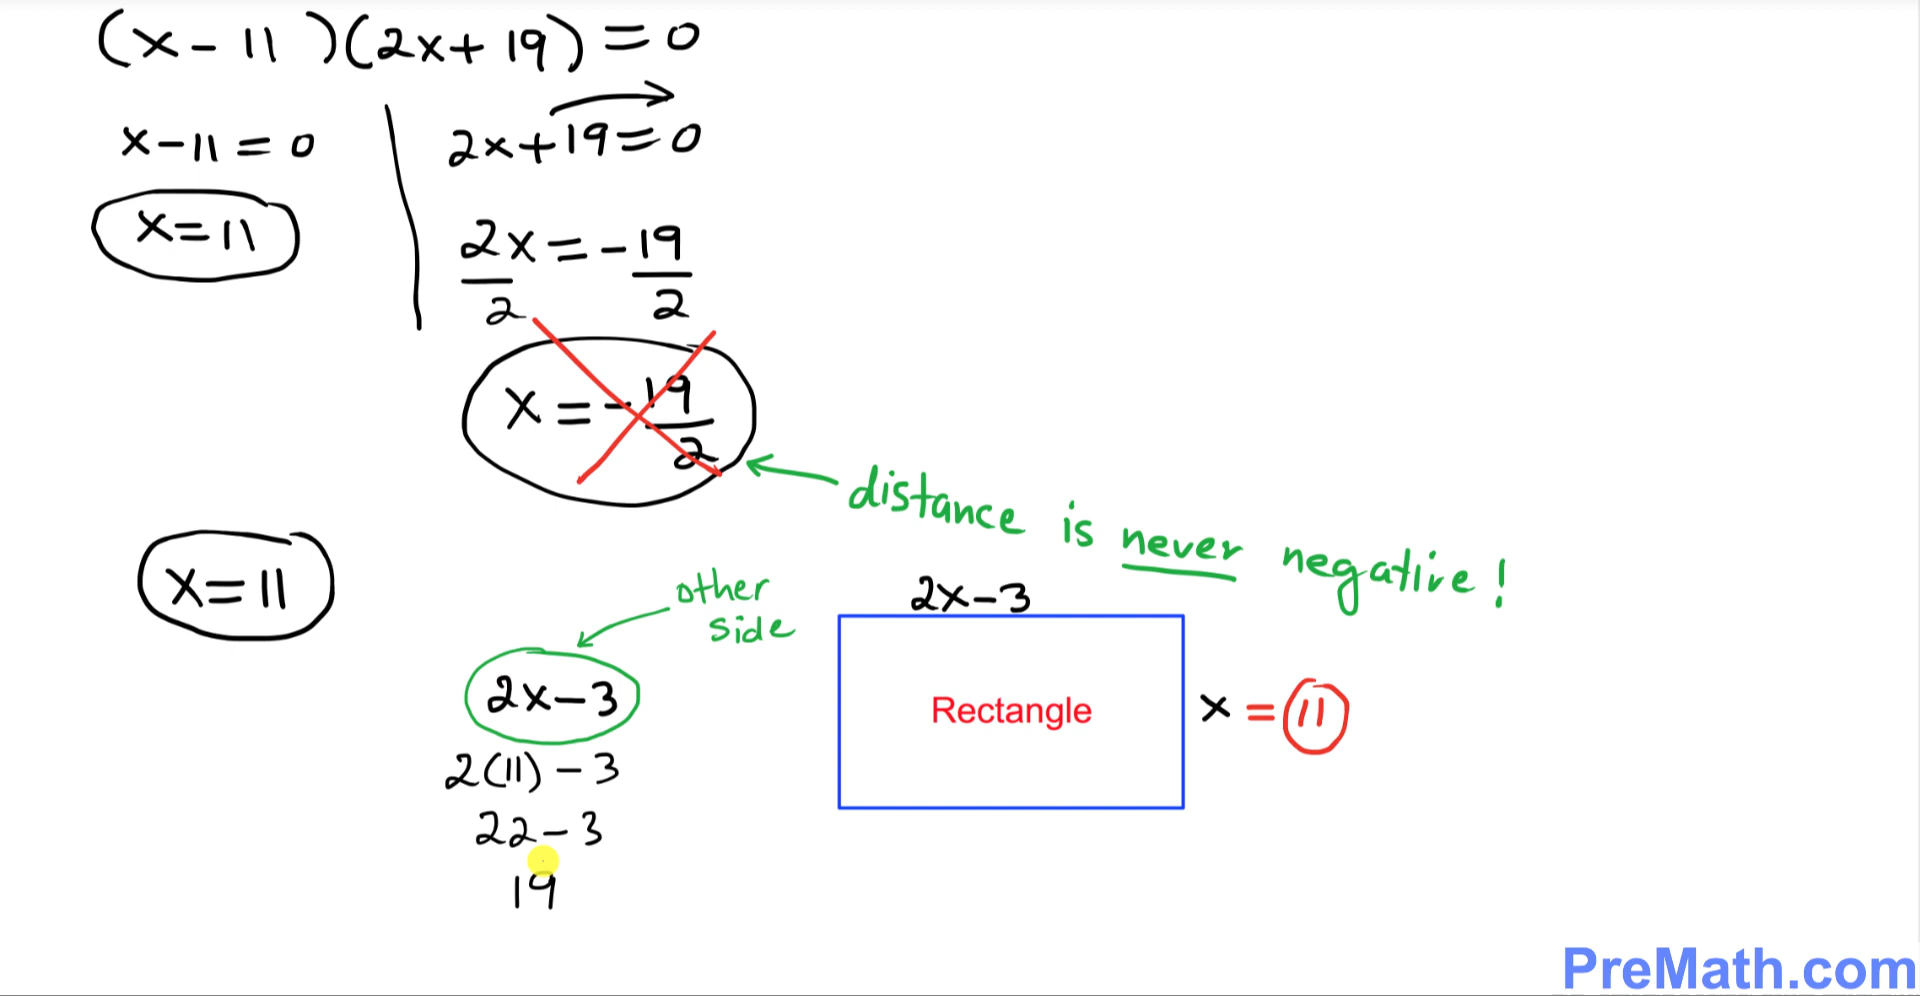 (x-11)(2x+19)=0
x-11=0
2x+19=0
x=11
2x=-19
2 2
x=-19
2
distance is never negative!
x=11
other
side
2x-3
2x-3
Rectangle
x=11
2(11)-3
22-3
19
PreMath.com